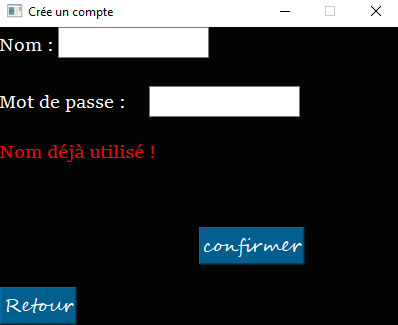 Crée un compte
Nom :
Mot de passe :
Nom déjà utilisé !
confirmer
Retour